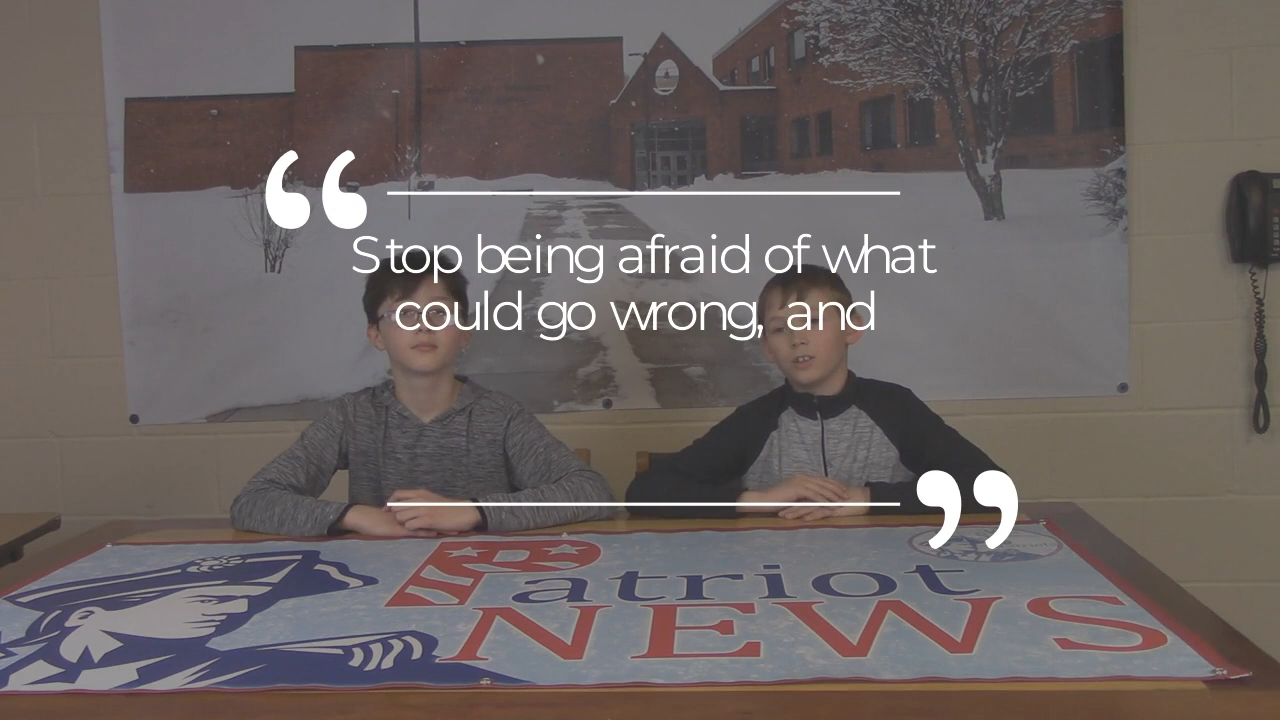 “
Stop being afraid of what
could go wrong, and
”
Patriot
NEWS